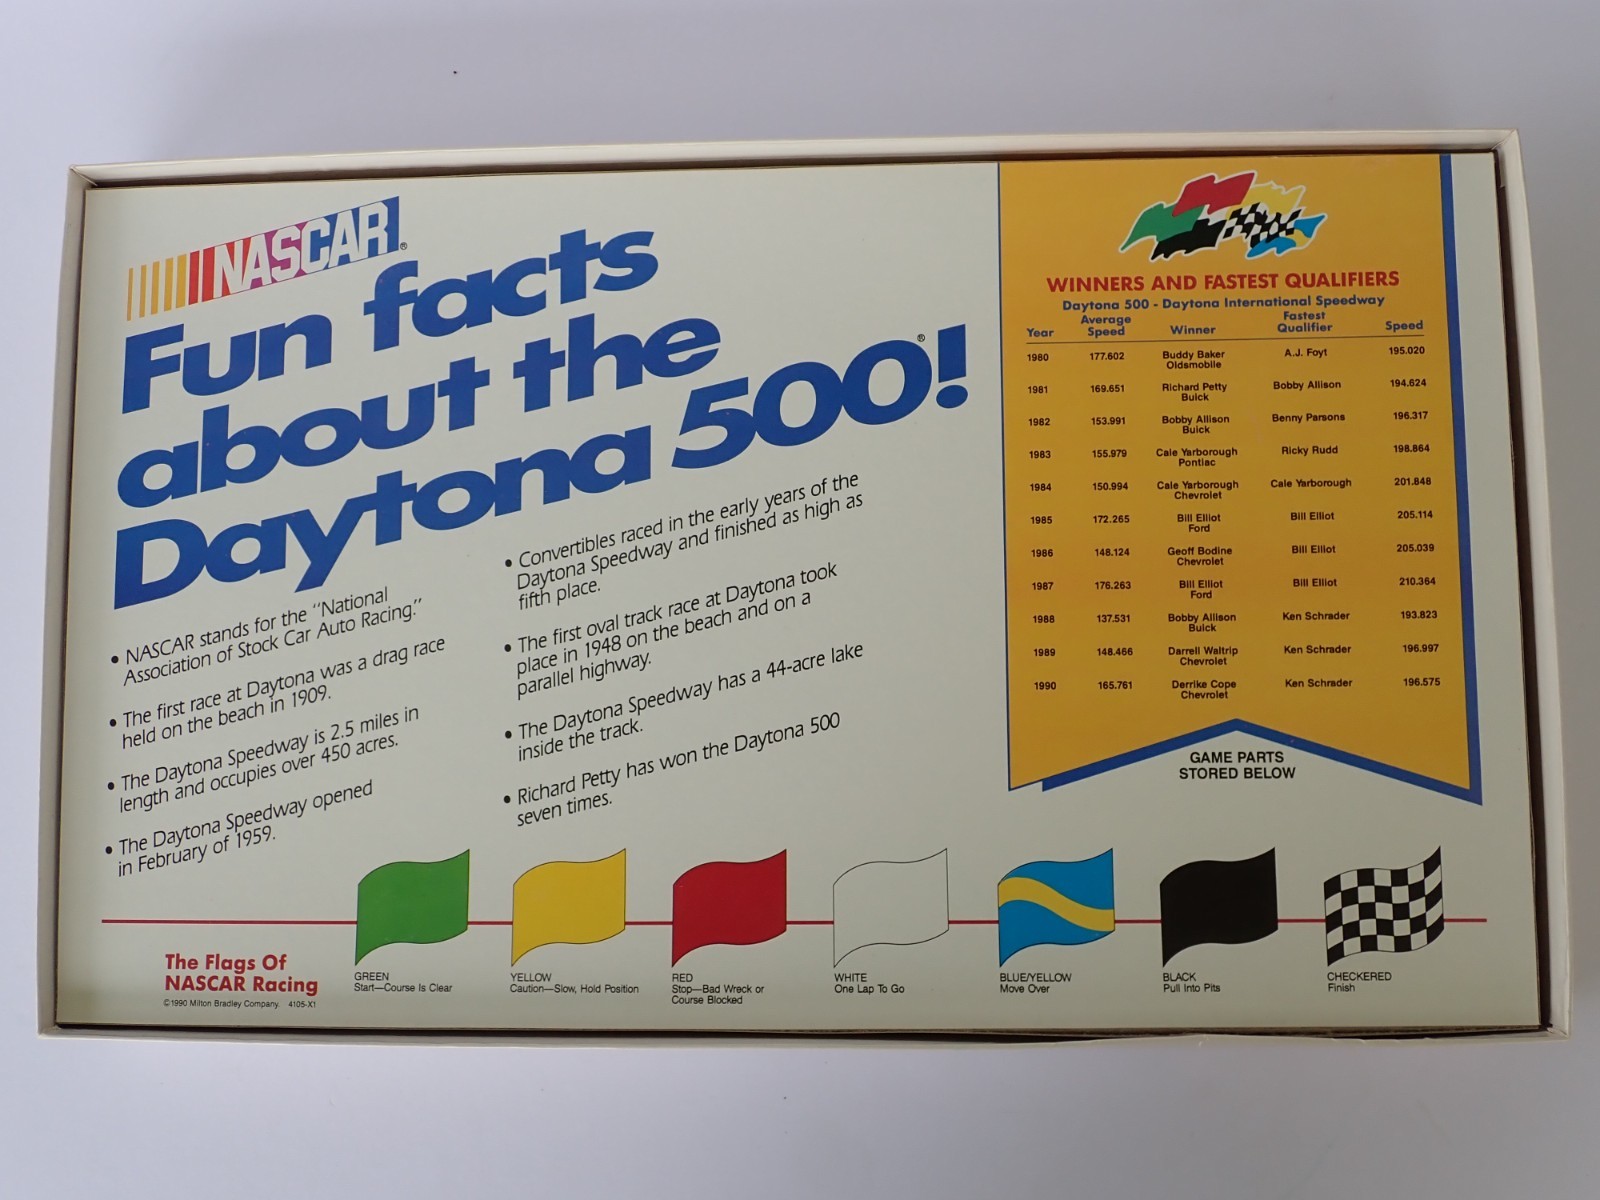 NASCAR®
Fun facts
about the
Daytona 500!®
• NASCAR stands for the "National
Association of Stock Car Auto Racing."
• The first race at Daytona was a drag race
held on the beach in 1909.
• The Daytona Speedway is 2.5 miles in
length and occupies over 450 acres.
• The Daytona Speedway opened
in February of 1959.
• Convertibles raced in the early years of the
Daytona Speedway and finished as high as
fifth place.
• The first oval track race at Daytona took
place in 1948 on the beach and on a
parallel highway.
• The Daytona Speedway has a 44-acre lake
inside the track.
• Richard Petty has won the Daytona 500
seven times.
WINNERS AND FASTEST QUALIFIERS
Daytona 500 - Daytona International Speedway
Year Average Speed Winner Fastest Qualifier Speed
1980 177.602 Buddy Baker Oldsmobile A.J. Foyt 195.020
1981 169.651 Richard Petty Buick Bobby Allison 194.624
1982 153.991 Bobby Allison Buick Benny Parsons 196.317
1983 155.979 Cale Yarborough Pontiac Ricky Rudd 198.864
1984 150.994 Cale Yarborough Chevrolet Cale Yarborough 201.848
1985 172.265 Bill Elliot Ford Bill Elliot 205.114
1986 148.124 Geoff Bodine Chevrolet Bill Elliot 205.039
1987 176.263 Bill Elliot Ford Bill Elliot 210.364
1988 137.531 Bobby Allison Buick Ken Schrader 193.823
1989 148.466 Darrell Waltrip Chevrolet Ken Schrader 196.997
1990 165.761 Derrike Cope Chevrolet Ken Schrader 196.575
GAME PARTS
STORED BELOW
The Flags Of
NASCAR Racing
©1990 Milton Bradley Company. 4105-X1
GREEN
Start—Course Is Clear
YELLOW
Caution—Slow, Hold Position
RED
Stop—Bad Wreck or
Course Blocked
WHITE
One Lap To Go
BLUE/YELLOW
Move Over
BLACK
Pull Into Pits
CHECKERED
Finish